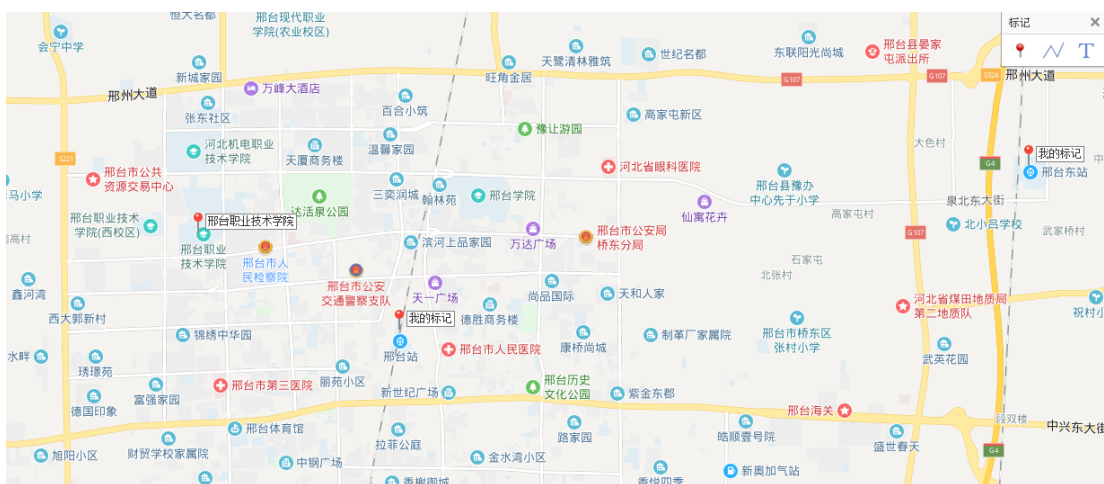 恒大名都
邢台现代职业
学院(农业校区)
标记
会宁中学
天鹭清林雅筑
世纪名都
东联阳光尚城
邢台县晏家
屯派出所
新城家园
旺角金居
G107
G107
S324
邢州大道
邢州大道
万峰大酒店
张东社区
百合小筑
高家屯新区
豫让游园
河北机电职业
技术学院
天厦商务楼
温馨家园
大色村
S221
G4
我的标记
邢台东站
邢台市公共
资源交易中心
河北省眼科医院
邢台县豫办
中心先于小学
三奕润城
翰林苑
邢台学院
达活泉公园
仙寓花卉
泉北东大街
高家屯村
邢台职业技术
学院(西校区)
邢台职业技术学院
北小吕学校
武家桥村
G107
邢台职业
技术学院
邢台市人
民检察院
滨河上品家园
万达广场
邢台市公安局
桥东分局
石家屯
北张村
邢台市公安
交通警察支队
鑫河湾
天一广场
尚品国际
天和人家
西大郭新村
我的标记
德胜商务楼
河北省煤田地质局
第二地质队
锦绣中华园
康桥尚城
制革厂家属院
邢台市桥东区
张村小学
水畔
琇璟苑
邢台站
邢台市人民医院
武英花园
富强家园
邢台市第三医院
丽苑小区
新世纪广场
邢台历史
文化公园
紫金东郡
德国印象
邢台海关
顾双楼
中兴东大街
邢台体育馆
拉菲公庭
路家园
皓顺壹号院
盛世春天
旭阳小区
财贸学校家属院
中钢广场
金水湾小区
新奥加气站
G4